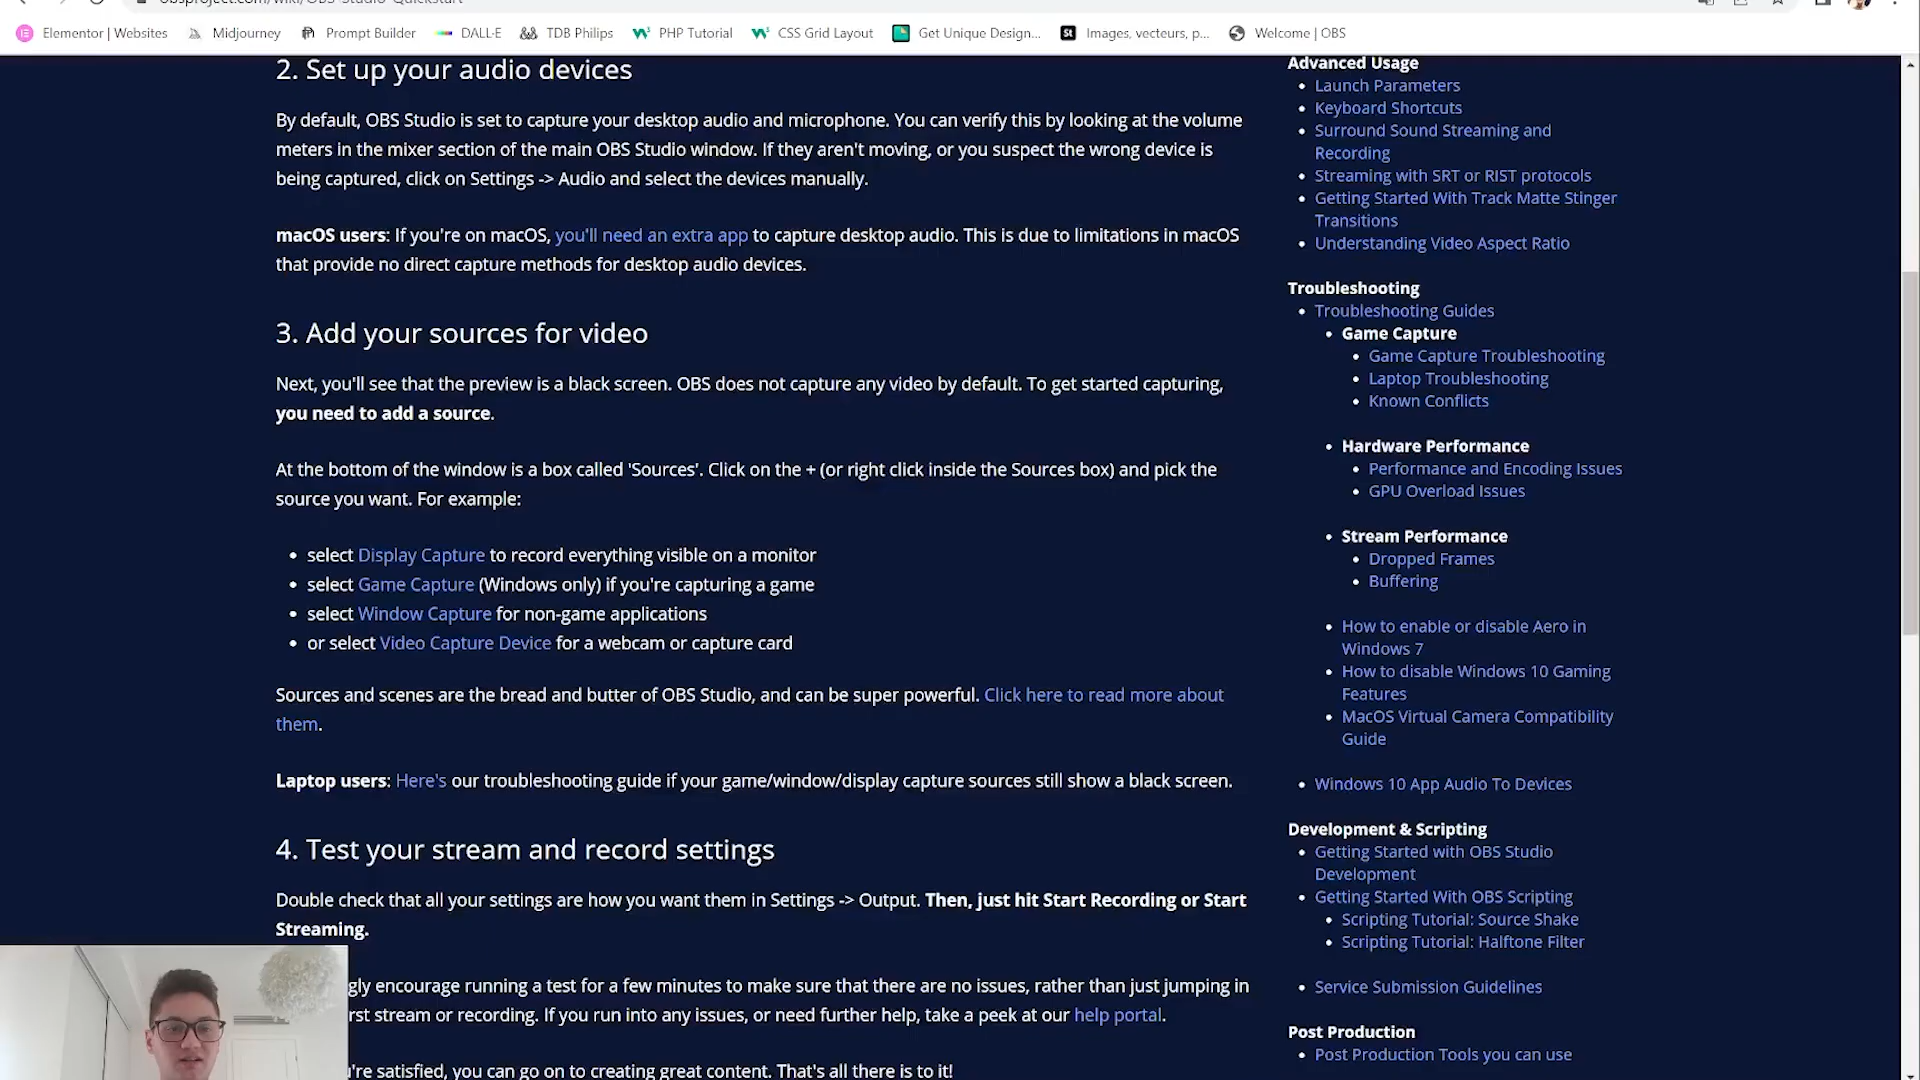 obsproject.com/wiki/OBS-Studio-Quickstart
Elementor | Websites
Midjourney
Prompt Builder
DALL·E
TDB Philips
PHP Tutorial
CSS Grid Layout
Get Unique Design...
St
Images, vecteurs, p...
Welcome | OBS
2. Set up your audio devices
By default, OBS Studio is set to capture your desktop audio and microphone. You can verify this by looking at the volume
meters in the mixer section of the main OBS Studio window. If they aren't moving, or you suspect the wrong device is
being captured, click on Settings -> Audio and select the devices manually.
macOS users: If you're on macOS, you'll need an extra app to capture desktop audio. This is due to limitations in macOS
that provide no direct capture methods for desktop audio devices.
3. Add your sources for video
Next, you'll see that the preview is a black screen. OBS does not capture any video by default. To get started capturing,
you need to add a source.
At the bottom of the window is a box called 'Sources'. Click on the + (or right click inside the Sources box) and pick the
source you want. For example:
• select Display Capture to record everything visible on a monitor
• select Game Capture (Windows only) if you're capturing a game
• select Window Capture for non-game applications
• or select Video Capture Device for a webcam or capture card
Sources and scenes are the bread and butter of OBS Studio, and can be super powerful. Click here to read more about
them.
Laptop users: Here's our troubleshooting guide if your game/window/display capture sources still show a black screen.
4. Test your stream and record settings
Double check that all your settings are how you want them in Settings -> Output. Then, just hit Start Recording or Start
Streaming.
gly encourage running a test for a few minutes to make sure that there are no issues, rather than just jumping in
rst stream or recording. If you run into any issues, or need further help, take a peek at our help portal.
're satisfied, you can go on to creating great content. That's all there is to it!
Advanced Usage
• Launch Parameters
• Keyboard Shortcuts
• Surround Sound Streaming and
Recording
• Streaming with SRT or RIST protocols
• Getting Started With Track Matte Stinger
Transitions
• Understanding Video Aspect Ratio
Troubleshooting
• Troubleshooting Guides
• Game Capture
• Game Capture Troubleshooting
• Laptop Troubleshooting
• Known Conflicts
• Hardware Performance
• Performance and Encoding Issues
• GPU Overload Issues
• Stream Performance
• Dropped Frames
• Buffering
• How to enable or disable Aero in
Windows 7
• How to disable Windows 10 Gaming
Features
• MacOS Virtual Camera Compatibility
Guide
• Windows 10 App Audio To Devices
Development & Scripting
• Getting Started with OBS Studio
Development
• Getting Started With OBS Scripting
• Scripting Tutorial: Source Shake
• Scripting Tutorial: Halftone Filter
• Service Submission Guidelines
Post Production
• Post Production Tools you can use